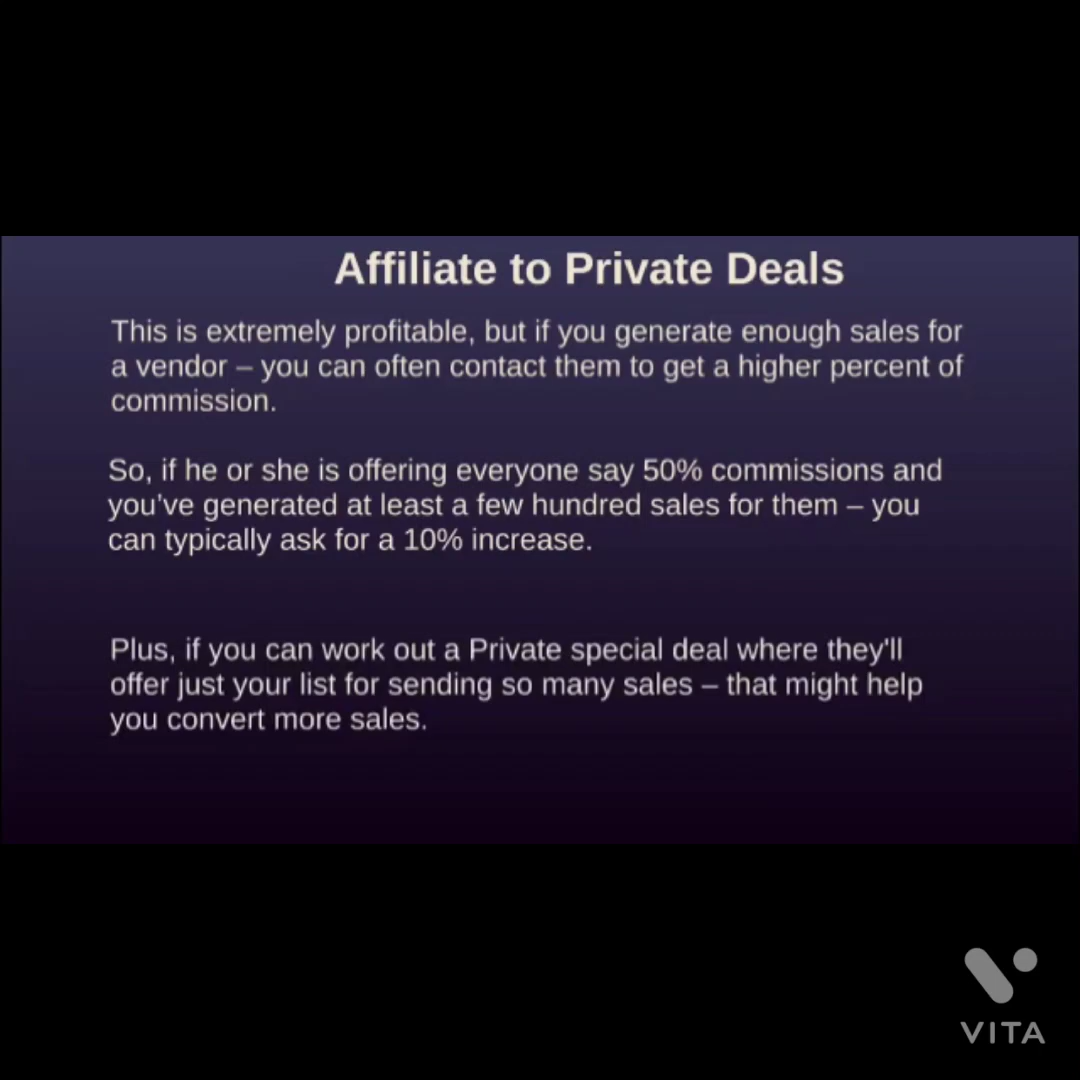 Affiliate to Private Deals
This is extremely profitable, but if you generate enough sales for
a vendor – you can often contact them to get a higher percent of
commission.
So, if he or she is offering everyone say 50% commissions and
you've generated at least a few hundred sales for them – you
can typically ask for a 10% increase.
Plus, if you can work out a Private special deal where they'll
offer just your list for sending so many sales – that might help
you convert more sales.
VITA